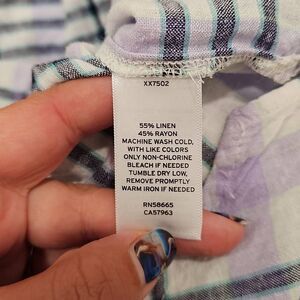 XX7502
55% LINEN
45% RAYON
MACHINE WASH COLD,
WITH LIKE COLORS
ONLY NON-CHLORINE
BLEACH IF NEEDED
TUMBLE DRY LOW,
REMOVE PROMPTLY
WARM IRON IF NEEDED
RN58665
CA57963